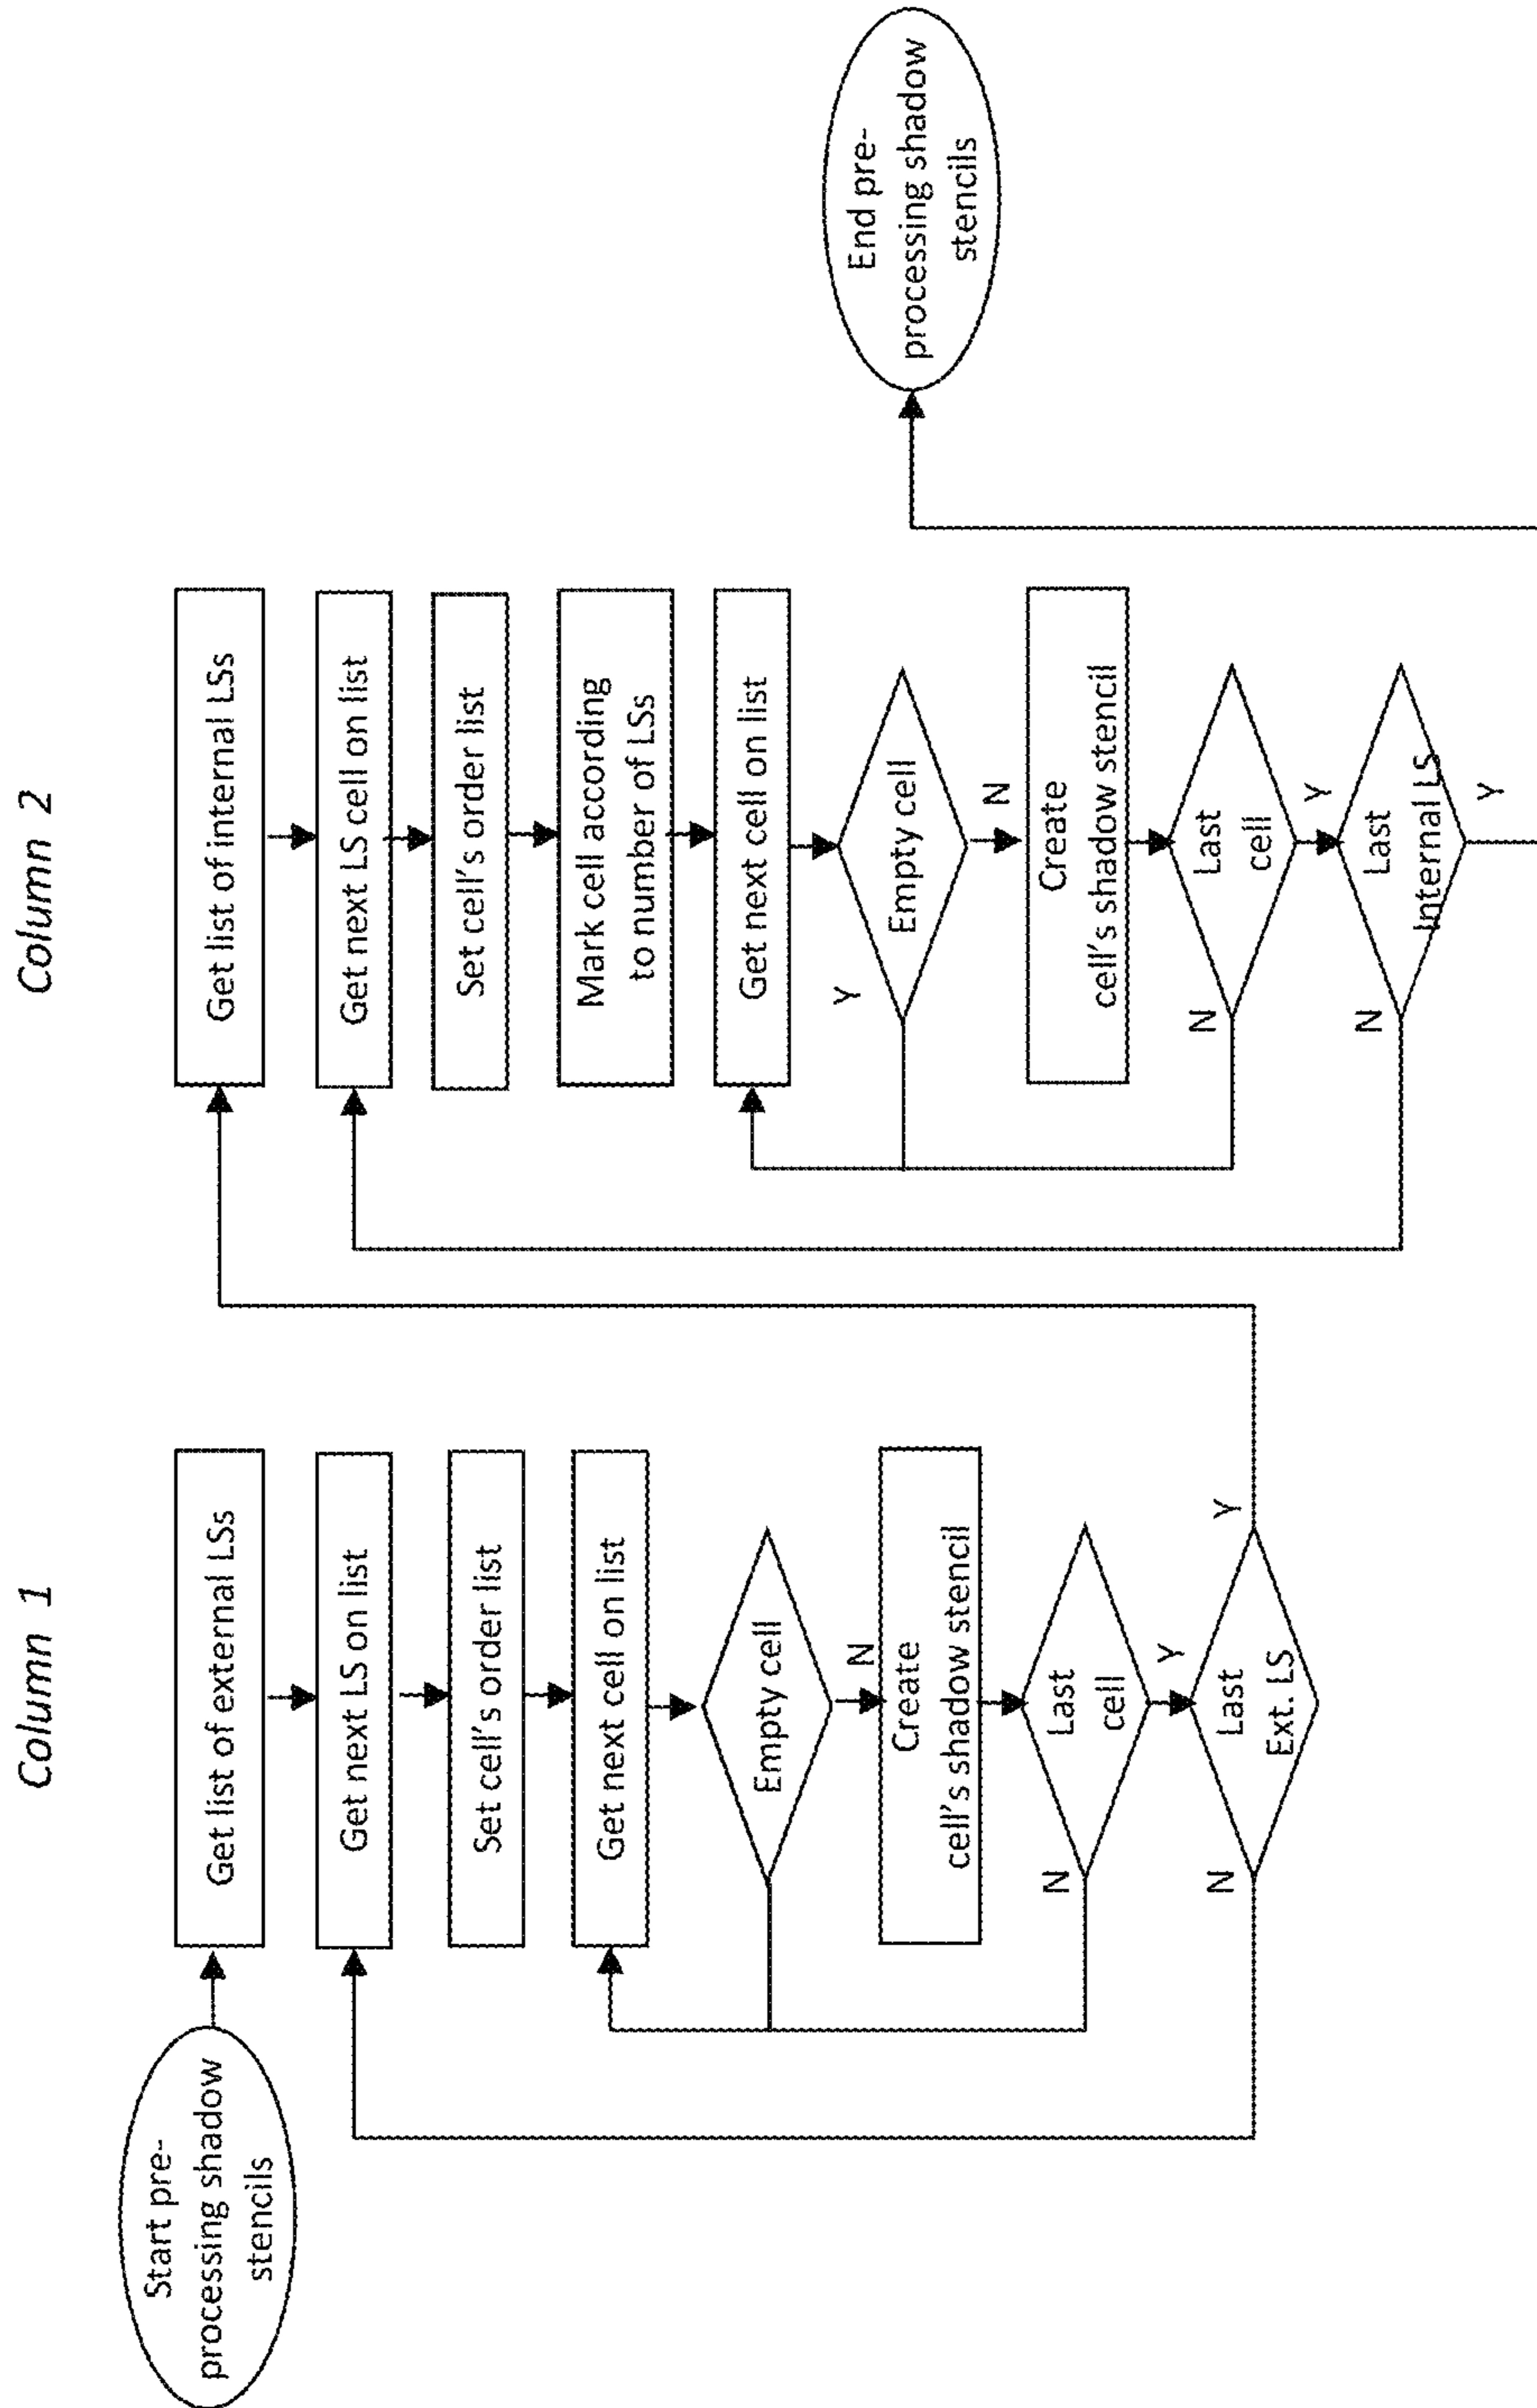 Column 1
Start pre-
processing shadow
stencils
Get list of external LSs
Get next LS on list
Set cell's order list
Get next cell on list
Empty cell
N
Create
cell's shadow stencil
Last
cell
N
Y
Last
Ext. LS
N
Y
Column 2
Get list of internal LSs
Get next LS cell on list
Set cell's order list
Mark cell according
to number of LSs
Get next cell on list
Empty cell
Y
N
Create
cell's shadow stencil
Last
cell
N
Y
Last
Internal LS
N
Y
End pre-
processing shadow
stencils